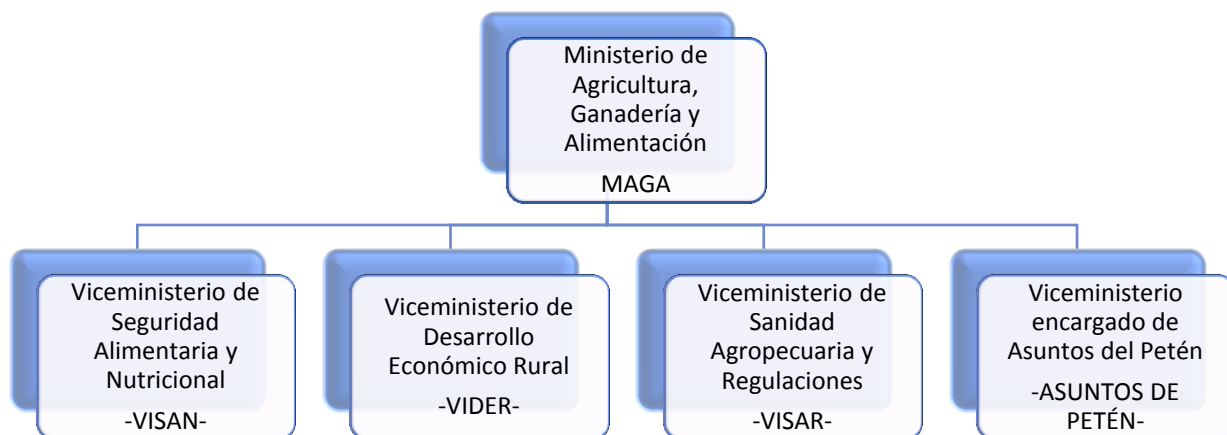 Ministerio de
Agricultura,
Ganadería y
Alimentación
MAGA
Viceministerio de
Seguridad
Alimentaria y
Nutricional
-VISAN-
Viceministerio de
Desarrollo
Económico Rural
-VIDER-
Viceministerio de
Sanidad
Agropecuaria y
Regulaciones
-VISAR-
Viceministerio
encargado de
Asuntos del Petén
-ASUNTOS DE
PETÉN-